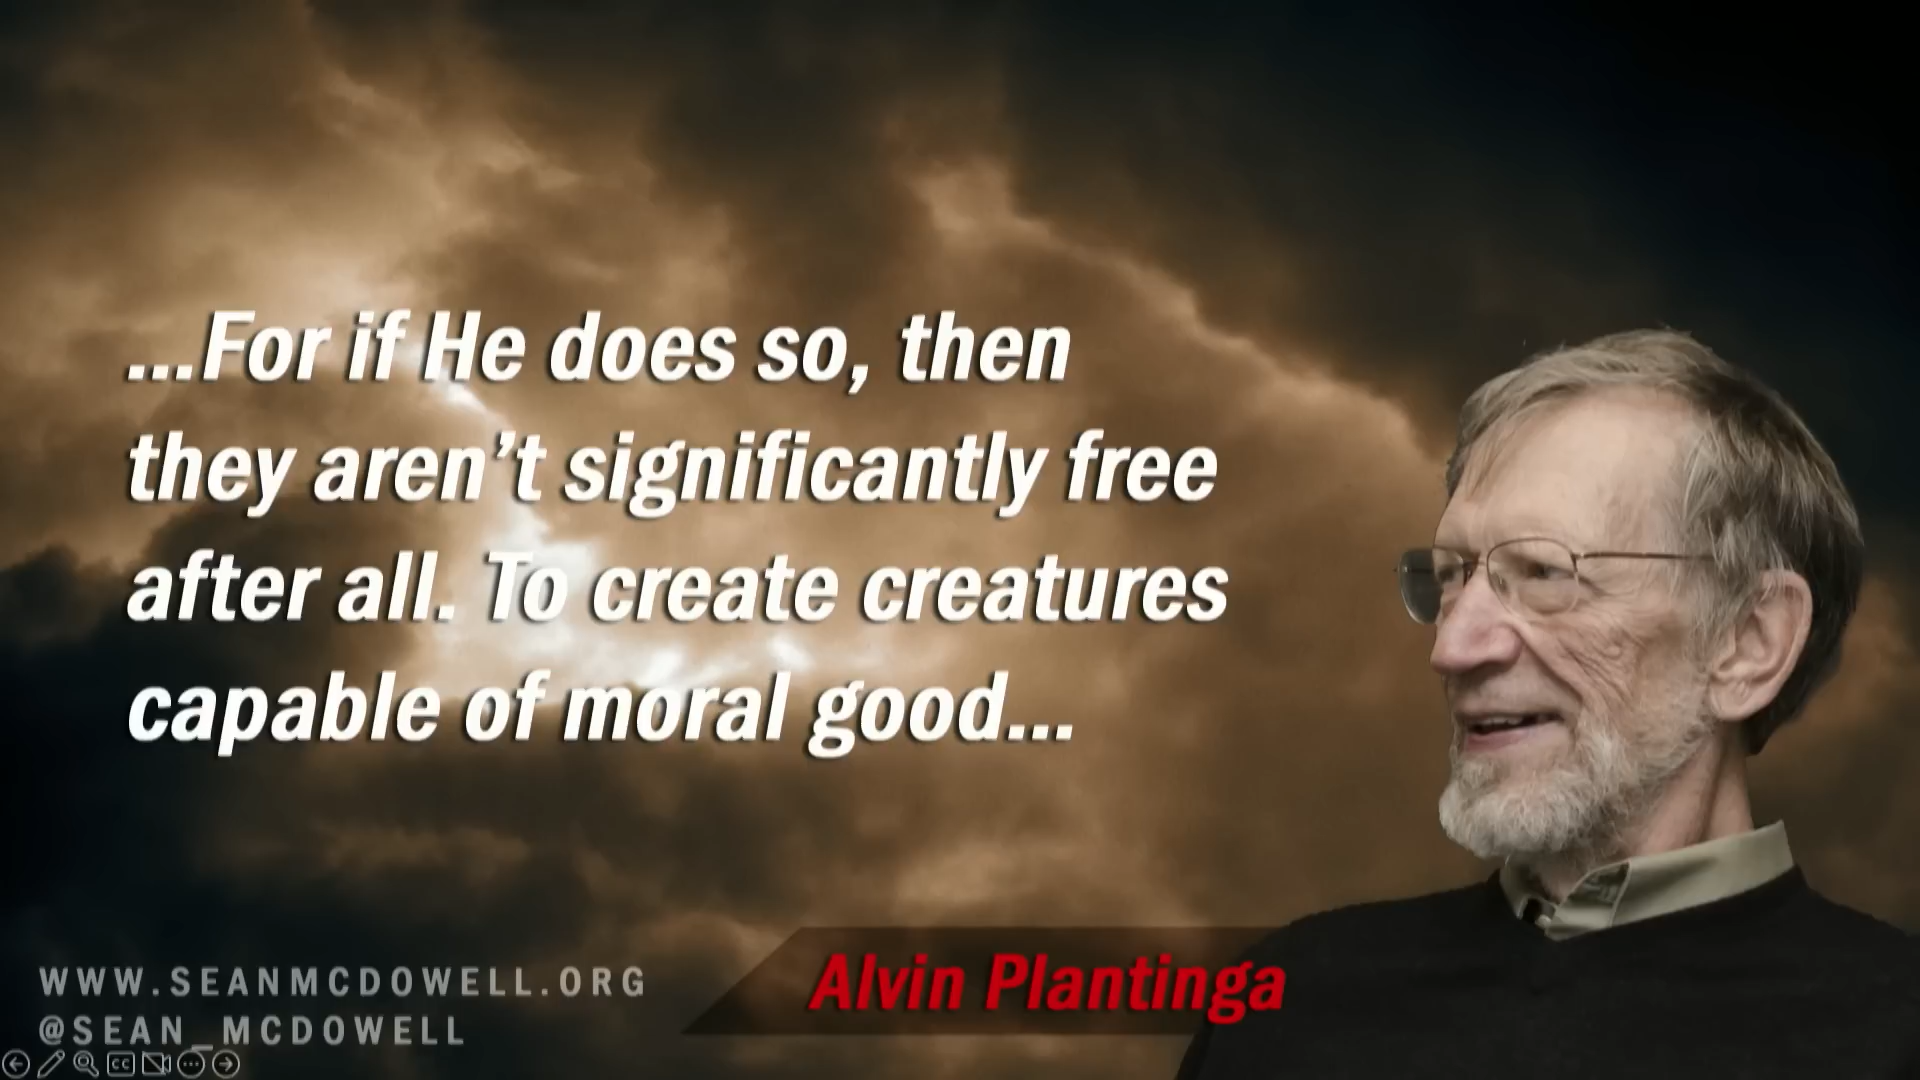 ...For if He does so, then
they aren't significantly free
after all. To create creatures
capable of moral good...
Alvin Plantinga
WWW.SEANMCDOWELL.ORG
@SEAN_MCDOWELL
CC